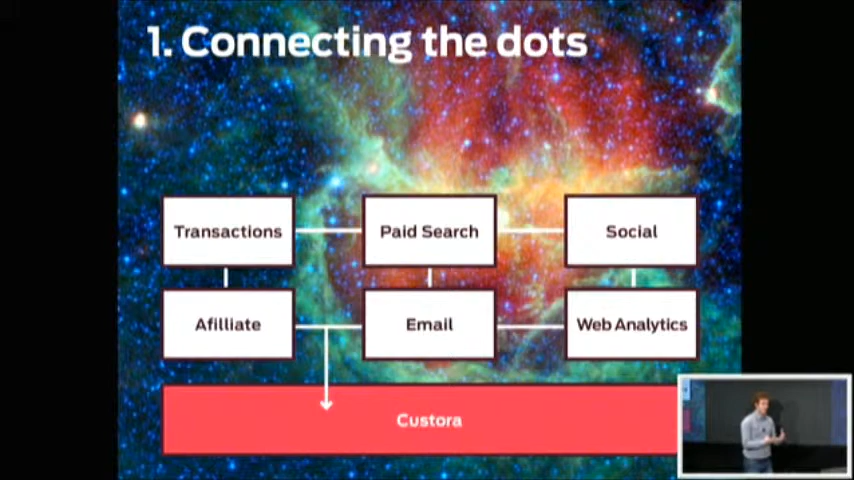 1. Connecting the dots
Transactions
Paid Search
Social
Afilliate
Email
Web Analytics
Custora